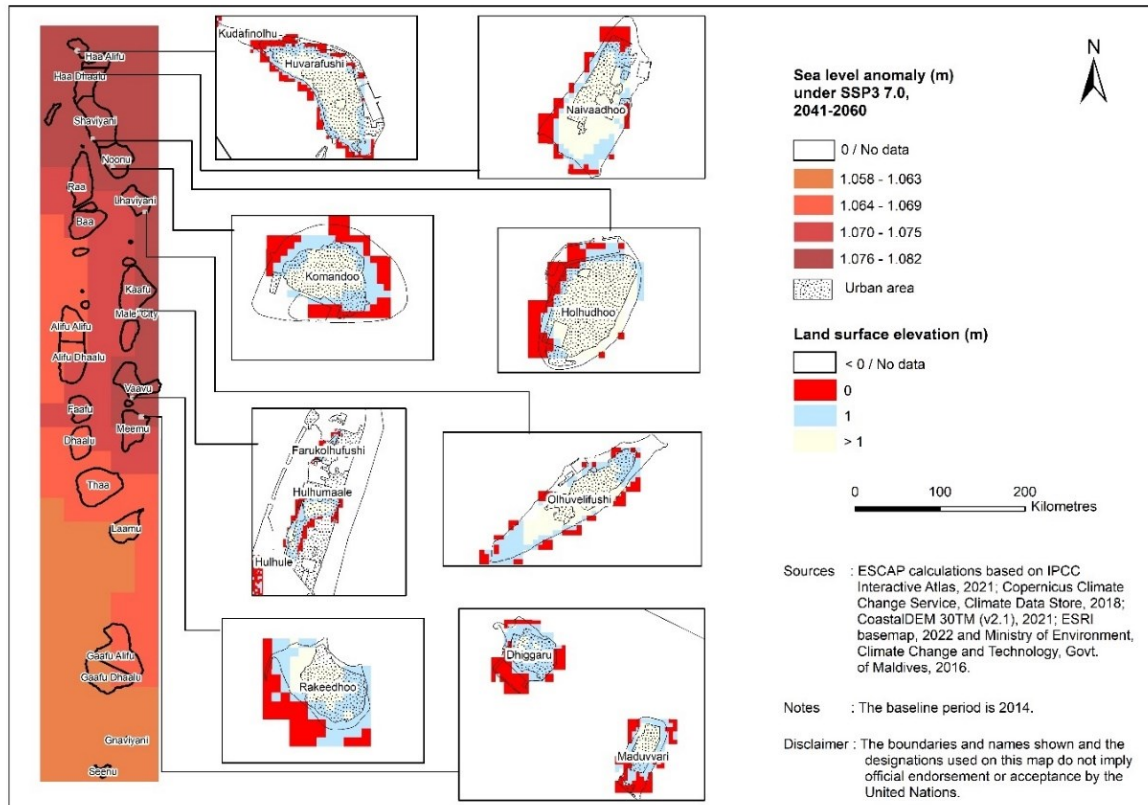 Haa Alifu
Haa Dhaalu
Shaviyani
Noonu
Raa
Lhaviyani
Baa
Kaafu
Male' City
Alifu Alifu
Alifu Dhaalu
Vaavu
Faafu
Meemu
Dhaalu
Thaa
Laamu
Gaafu Alifu
Gaafu Dhaalu
Gnaviyani
Seenu
Kudafinolhu
Huvarafushi
Naivaadhoo
Komandoo
Holhudhoo
Farukolhufushi
Hulhumaale
Hulhule
Olhuvelifushi
Rakeedhoo
Dhiggaru
Maduvvari
N
Sea level anomaly (m)
under SSP3 7.0,
2041-2060
0 / No data
1.058 - 1.063
1.064 - 1.069
1.070 - 1.075
1.076 - 1.082
Urban area
Land surface elevation (m)
< 0 / No data
0
1
> 1
0 100 200
Kilometres
Sources : ESCAP calculations based on IPCC
Interactive Atlas, 2021; Copernicus Climate
Change Service, Climate Data Store, 2018;
CoastalDEM 30TM (v2.1), 2021; ESRI
basemap, 2022 and Ministry of Environment,
Climate Change and Technology, Govt.
of Maldives, 2016.
Notes : The baseline period is 2014.
Disclaimer : The boundaries and names shown and the
designations used on this map do not imply
official endorsement or acceptance by the
United Nations.